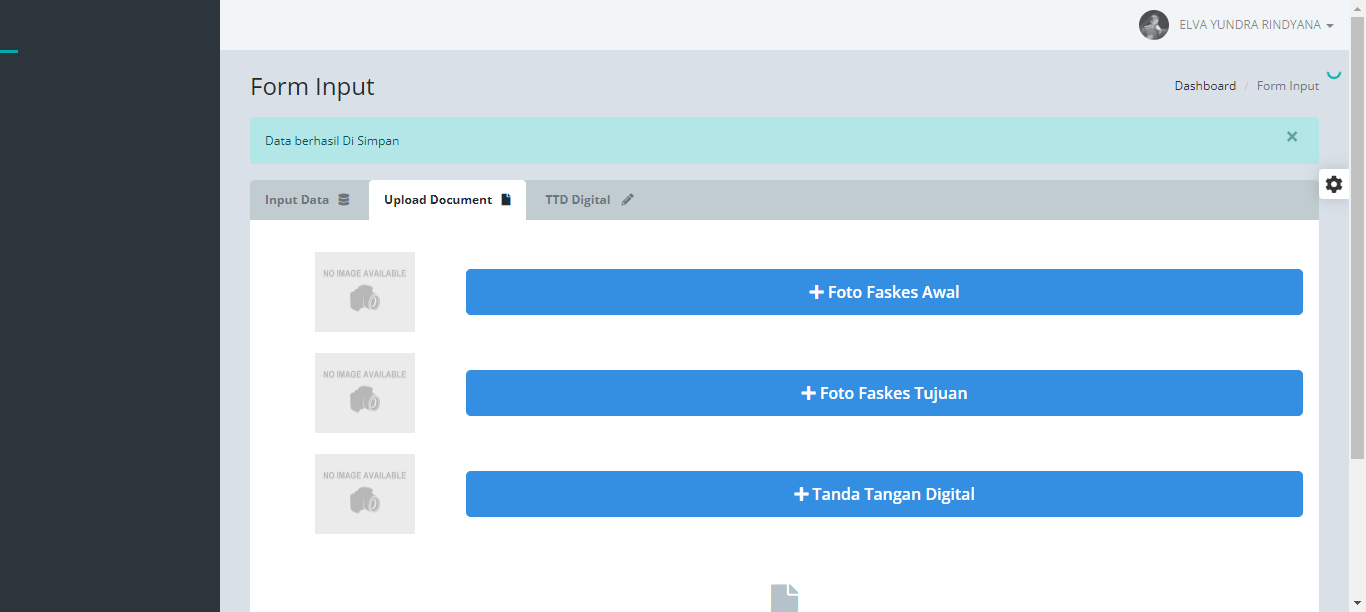 ELVA YUNDRA RINDYANA
Form Input
Dashboard / Form Input
Data berhasil Di Simpan ×
Input Data
Upload Document
TTD Digital
NO IMAGE AVAILABLE
Foto Faskes Awal
NO IMAGE AVAILABLE
Foto Faskes Tujuan
NO IMAGE AVAILABLE
Tanda Tangan Digital